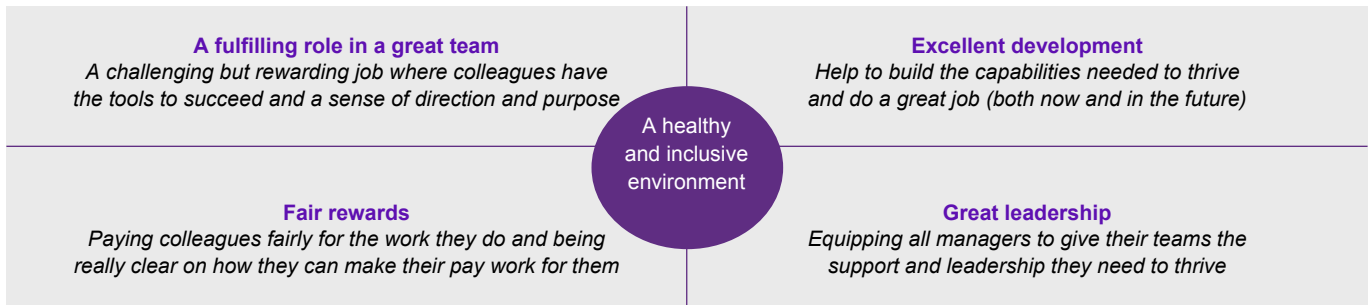 A fulfilling role in a great team
A challenging but rewarding job where colleagues have
the tools to succeed and a sense of direction and purpose
Excellent development
Help to build the capabilities needed to thrive
and do a great job (both now and in the future)
A healthy
and inclusive
environment
Fair rewards
Paying colleagues fairly for the work they do and being
really clear on how they can make their pay work for them
Great leadership
Equipping all managers to give their teams the
support and leadership they need to thrive